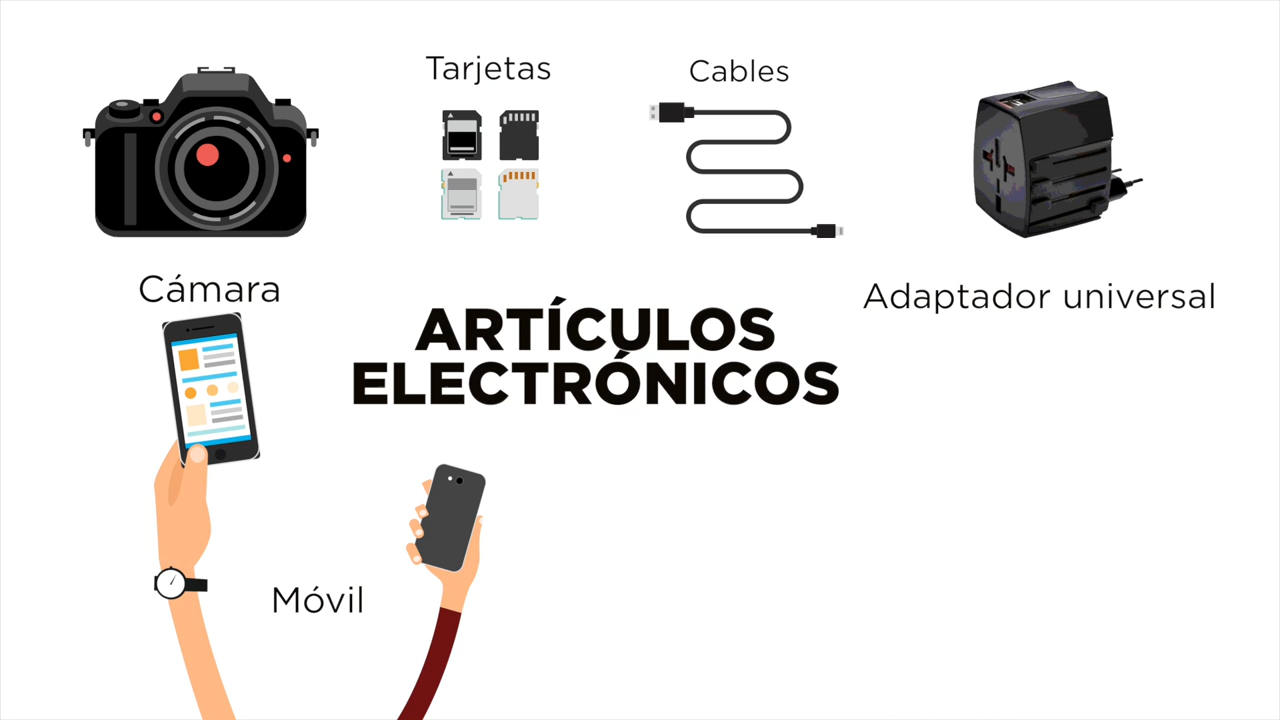 Tarjetas
Cables
Cámara
Adaptador universal
ARTÍCULOS
ELECTRÓNICOS
Móvil